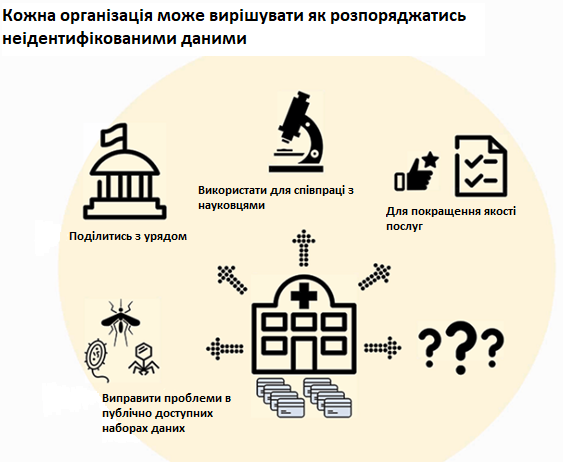 Кожна організація може вирішувати як розпоряджатись
неідентифікованими даними
Використати для співпраці з
науковцями
Для покращення якості
послуг
Поділитись з урядом
???
Виправити проблеми в
публічно доступних
наборах даних